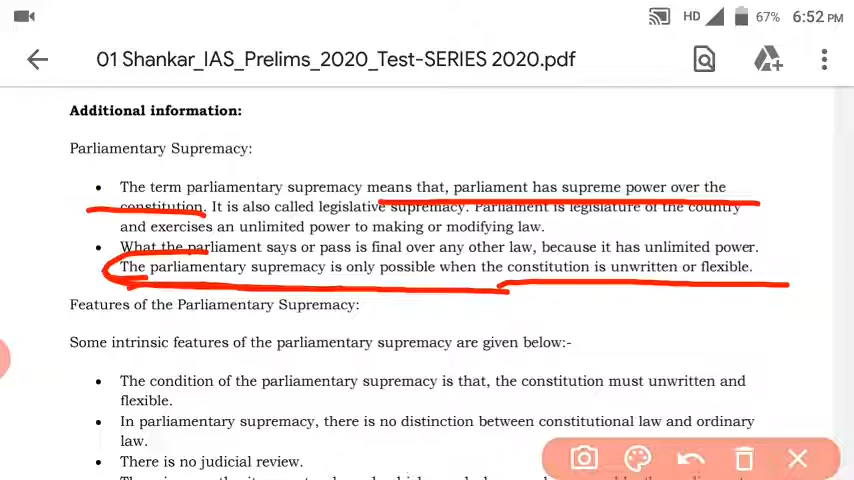 HD 67% 6:52 PM
01 Shankar_IAS_Prelims_2020_Test-SERIES 2020.pdf
Additional information:
Parliamentary Supremacy:
• The term parliamentary supremacy means that, parliament has supreme power over the
constitution. It is also called legislative supremacy. Parliament is legislature of the country
and exercises an unlimited power to making or modifying law.
• What the parliament says or pass is final over any other law, because it has unlimited power.
The parliamentary supremacy is only possible when the constitution is unwritten or flexible.
Features of the Parliamentary Supremacy:
Some intrinsic features of the parliamentary supremacy are given below:-
• The condition of the parliamentary supremacy is that, the constitution must unwritten and
flexible.
• In parliamentary supremacy, there is no distinction between constitutional law and ordinary
law.
• There is no judicial review.